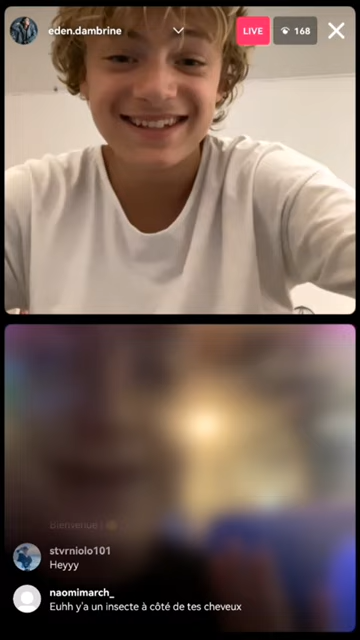 eden.dambrine
LIVE
168
Bienvenue !
stvrniolo101
Heyyy
naomimarch_
Euhh y'a un insecte à côté de tes cheveux